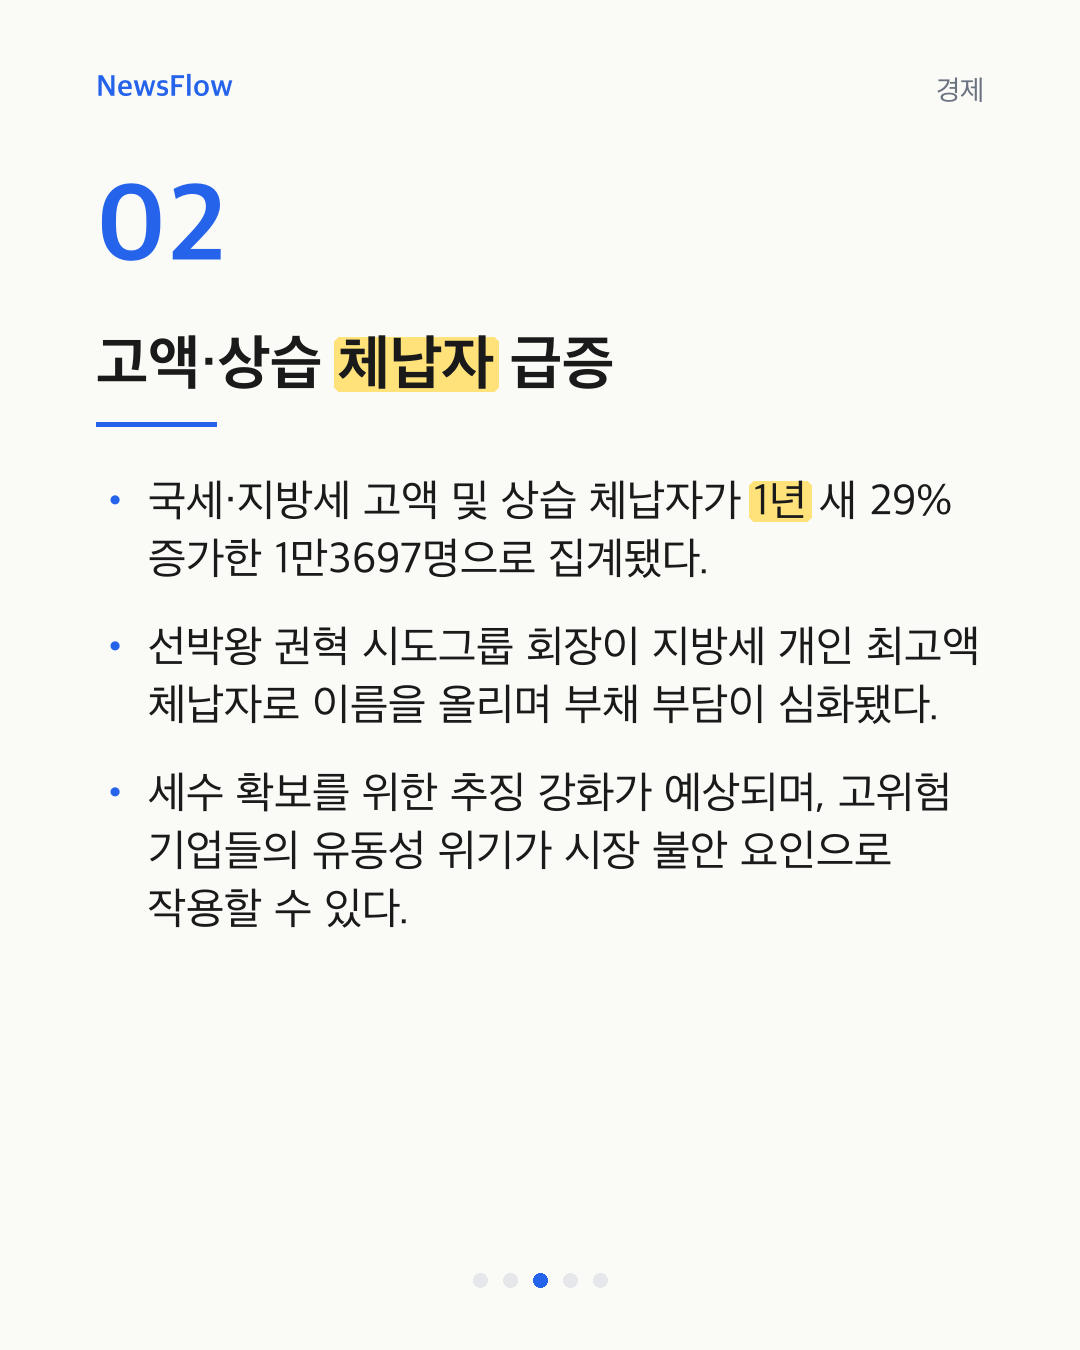 NewsFlow
경제
02
고액·상습 체납자 급증
• 국세·지방세 고액 및 상습 체납자가 1년 새 29%
증가한 1만3697명으로 집계됐다.
• 선박왕 권혁 시도그룹 회장이 지방세 개인 최고액
체납자로 이름을 올리며 부채 부담이 심화됐다.
• 세수 확보를 위한 추징 강화가 예상되며, 고위험
기업들의 유동성 위기가 시장 불안 요인으로
작용할 수 있다.